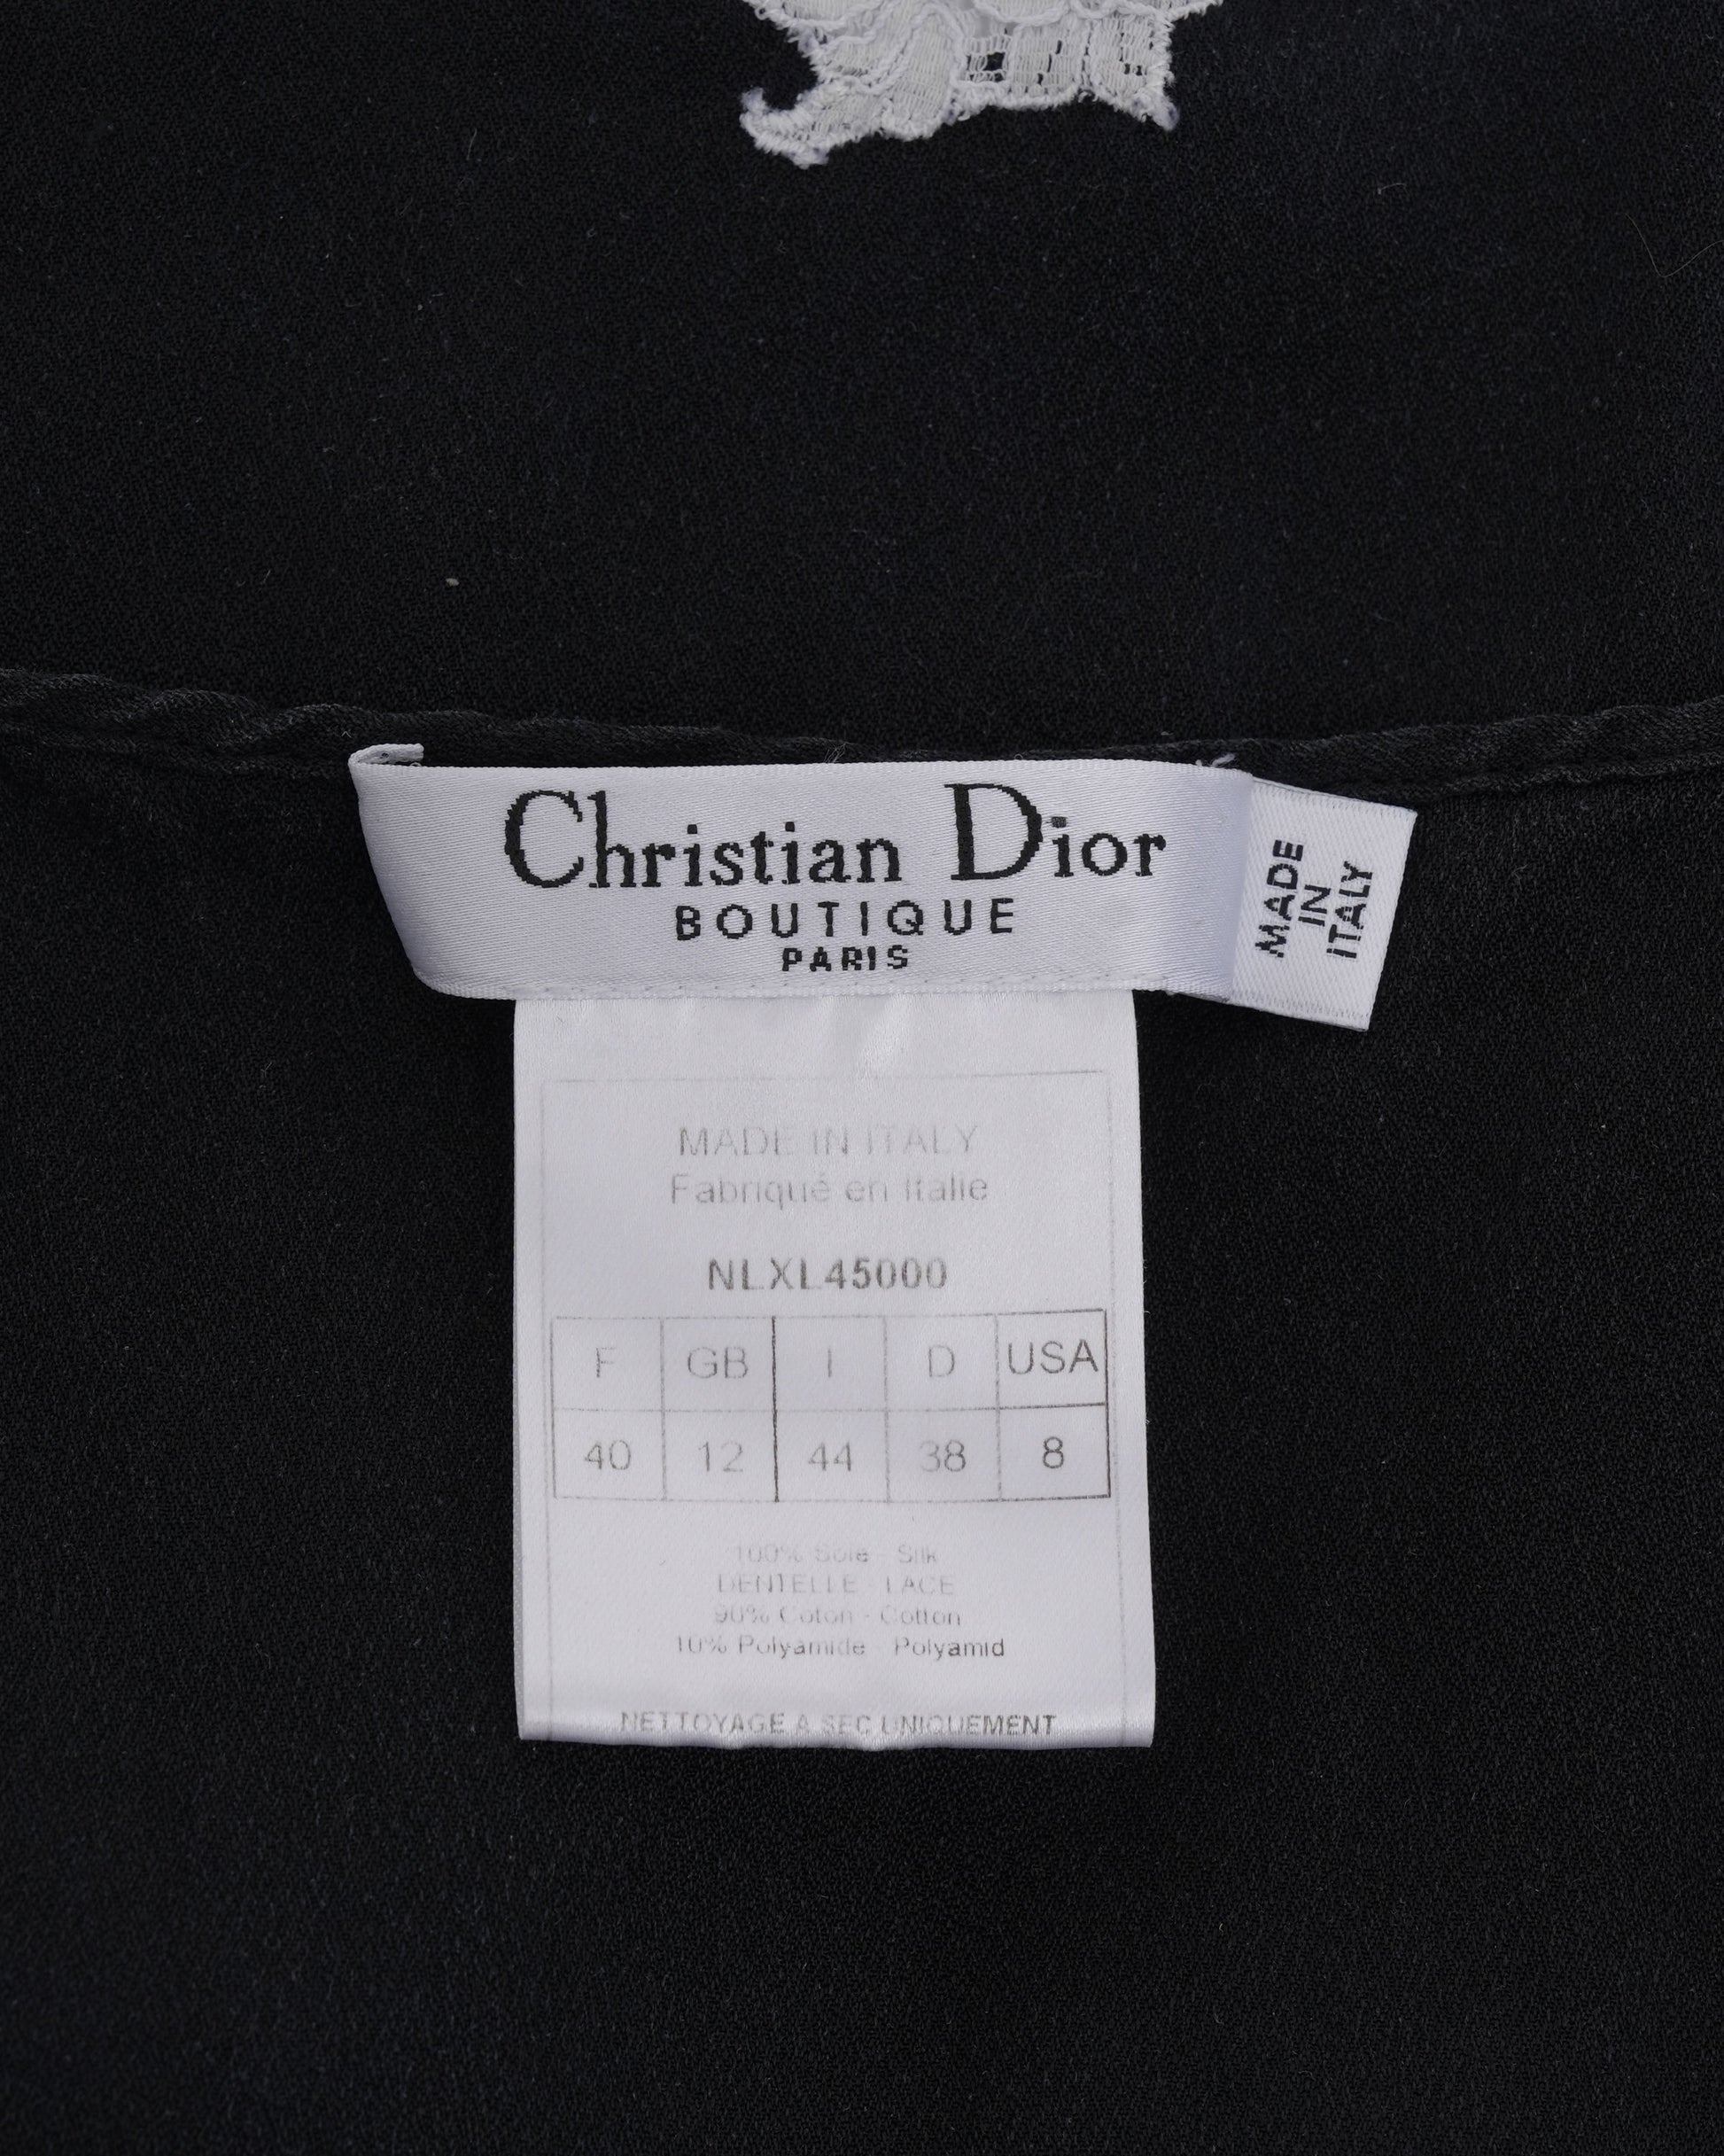 Christian Dior
BOUTIQUE
PARIS
MADE
IN
ITALY
MADE IN ITALY
Fabriqué en Italie
NLXL45000
F GB I D USA
40 12 44 38 8
100% Soie - Silk
DENTELLE - LACE
90% Coton - Cotton
10% Polyamide - Polyamid
NETTOYAGE A SEC UNIQUEMENT